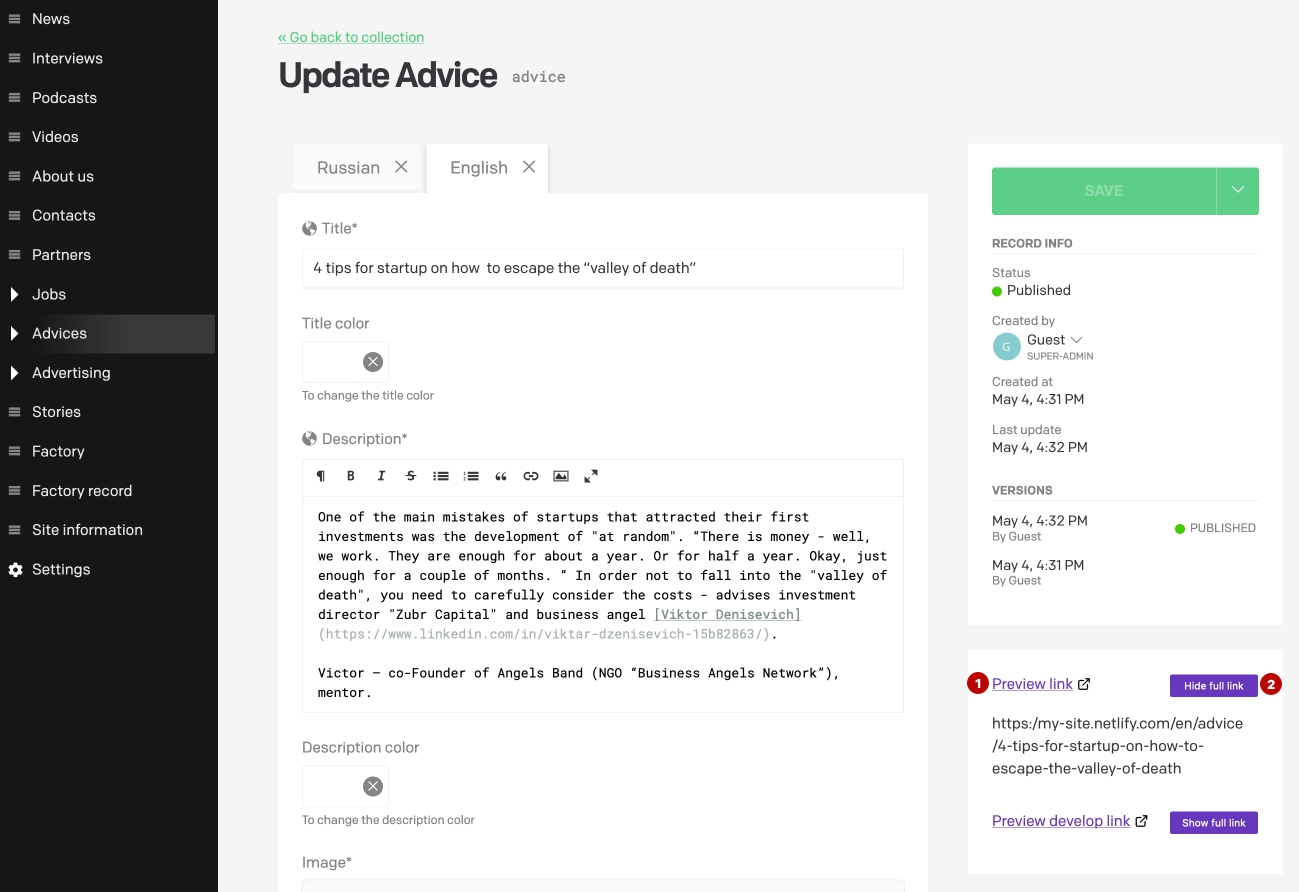 News
Interviews
Podcasts
Videos
About us
Contacts
Partners
Jobs
Advices
Advertising
Stories
Factory
Factory record
Site information
Settings
« Go back to collection
Update Advice advice
Russian
English
Title*
4 tips for startup on how  to escape the “valley of death”
Title color
To change the title color
Description*
¶ B I S
One of the main mistakes of startups that attracted their first
investments was the development of "at random". “There is money - well,
we work. They are enough for about a year. Or for half a year. Okay, just
enough for a couple of months. ” In order not to fall into the "valley of
death", you need to carefully consider the costs - advises investment
director "Zubr Capital" and business angel [Viktor Denisevich]
(https://www.linkedin.com/in/viktar-dzenisevich-15b82863/).
Victor – co-Founder of Angels Band (NGO “Business Angels Network”),
mentor.
Description color
To change the description color
Image*
SAVE
RECORD INFO
Status
Published
Created by
G Guest
SUPER-ADMIN
Created at
May 4, 4:31 PM
Last update
May 4, 4:32 PM
VERSIONS
May 4, 4:32 PM
By Guest
PUBLISHED
May 4, 4:31 PM
By Guest
1 Preview link Hide full link 2
https:/my-site.netlify.com/en/advice
/4-tips-for-startup-on-how-to-
escape-the-valley-of-death
Preview develop link Show full link